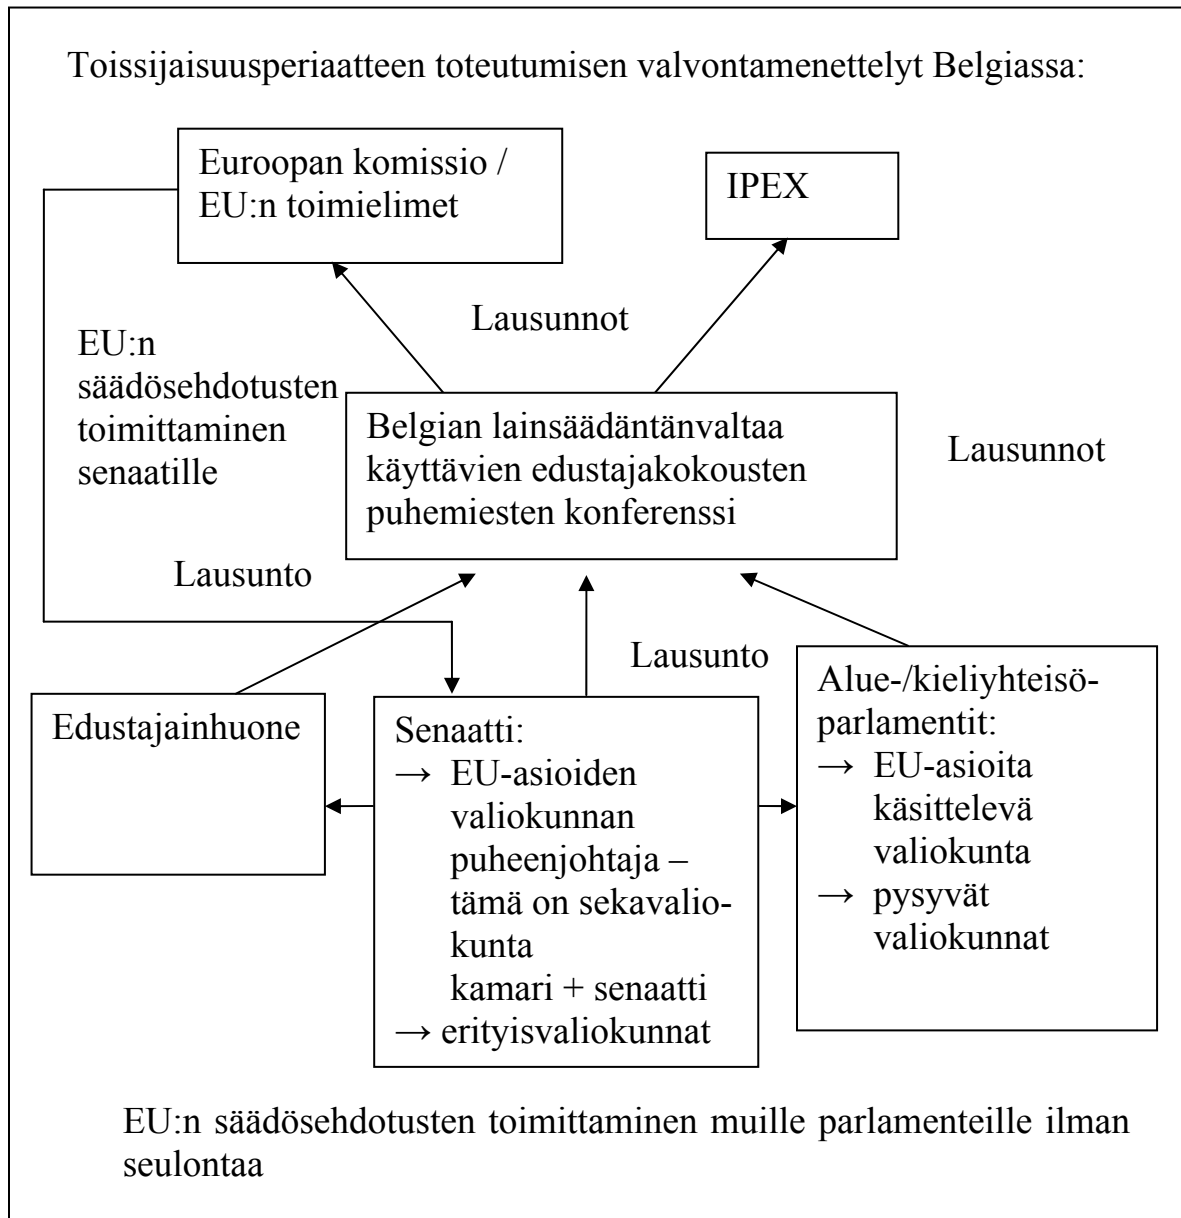 Toissijaisuusperiaatteen toteutumisen valvontamenettelyt Belgiassa:
Euroopan komissio /
EU:n toimielimet
IPEX
Lausunnot
EU:n
säädösehdotusten
toimittaminen
senaatille
Belgian lainsäädäntänvaltaa
käyttävien edustajakokousten
puhemiesten konferenssi
Lausunnot
Lausunto
Lausunto
Edustajainhuone
Senaatti:
→ EU-asioiden
valiokunnan
puheenjohtaja –
tämä on sekavalio-
kunta
kamari + senaatti
→ erityisvaliokunnat
Alue-/kieliyhteisö-
parlamentit:
→ EU-asioita
käsittelevä
valiokunta
→ pysyvät
valiokunnat
EU:n säädösehdotusten toimittaminen muille parlamenteille ilman
seulontaa